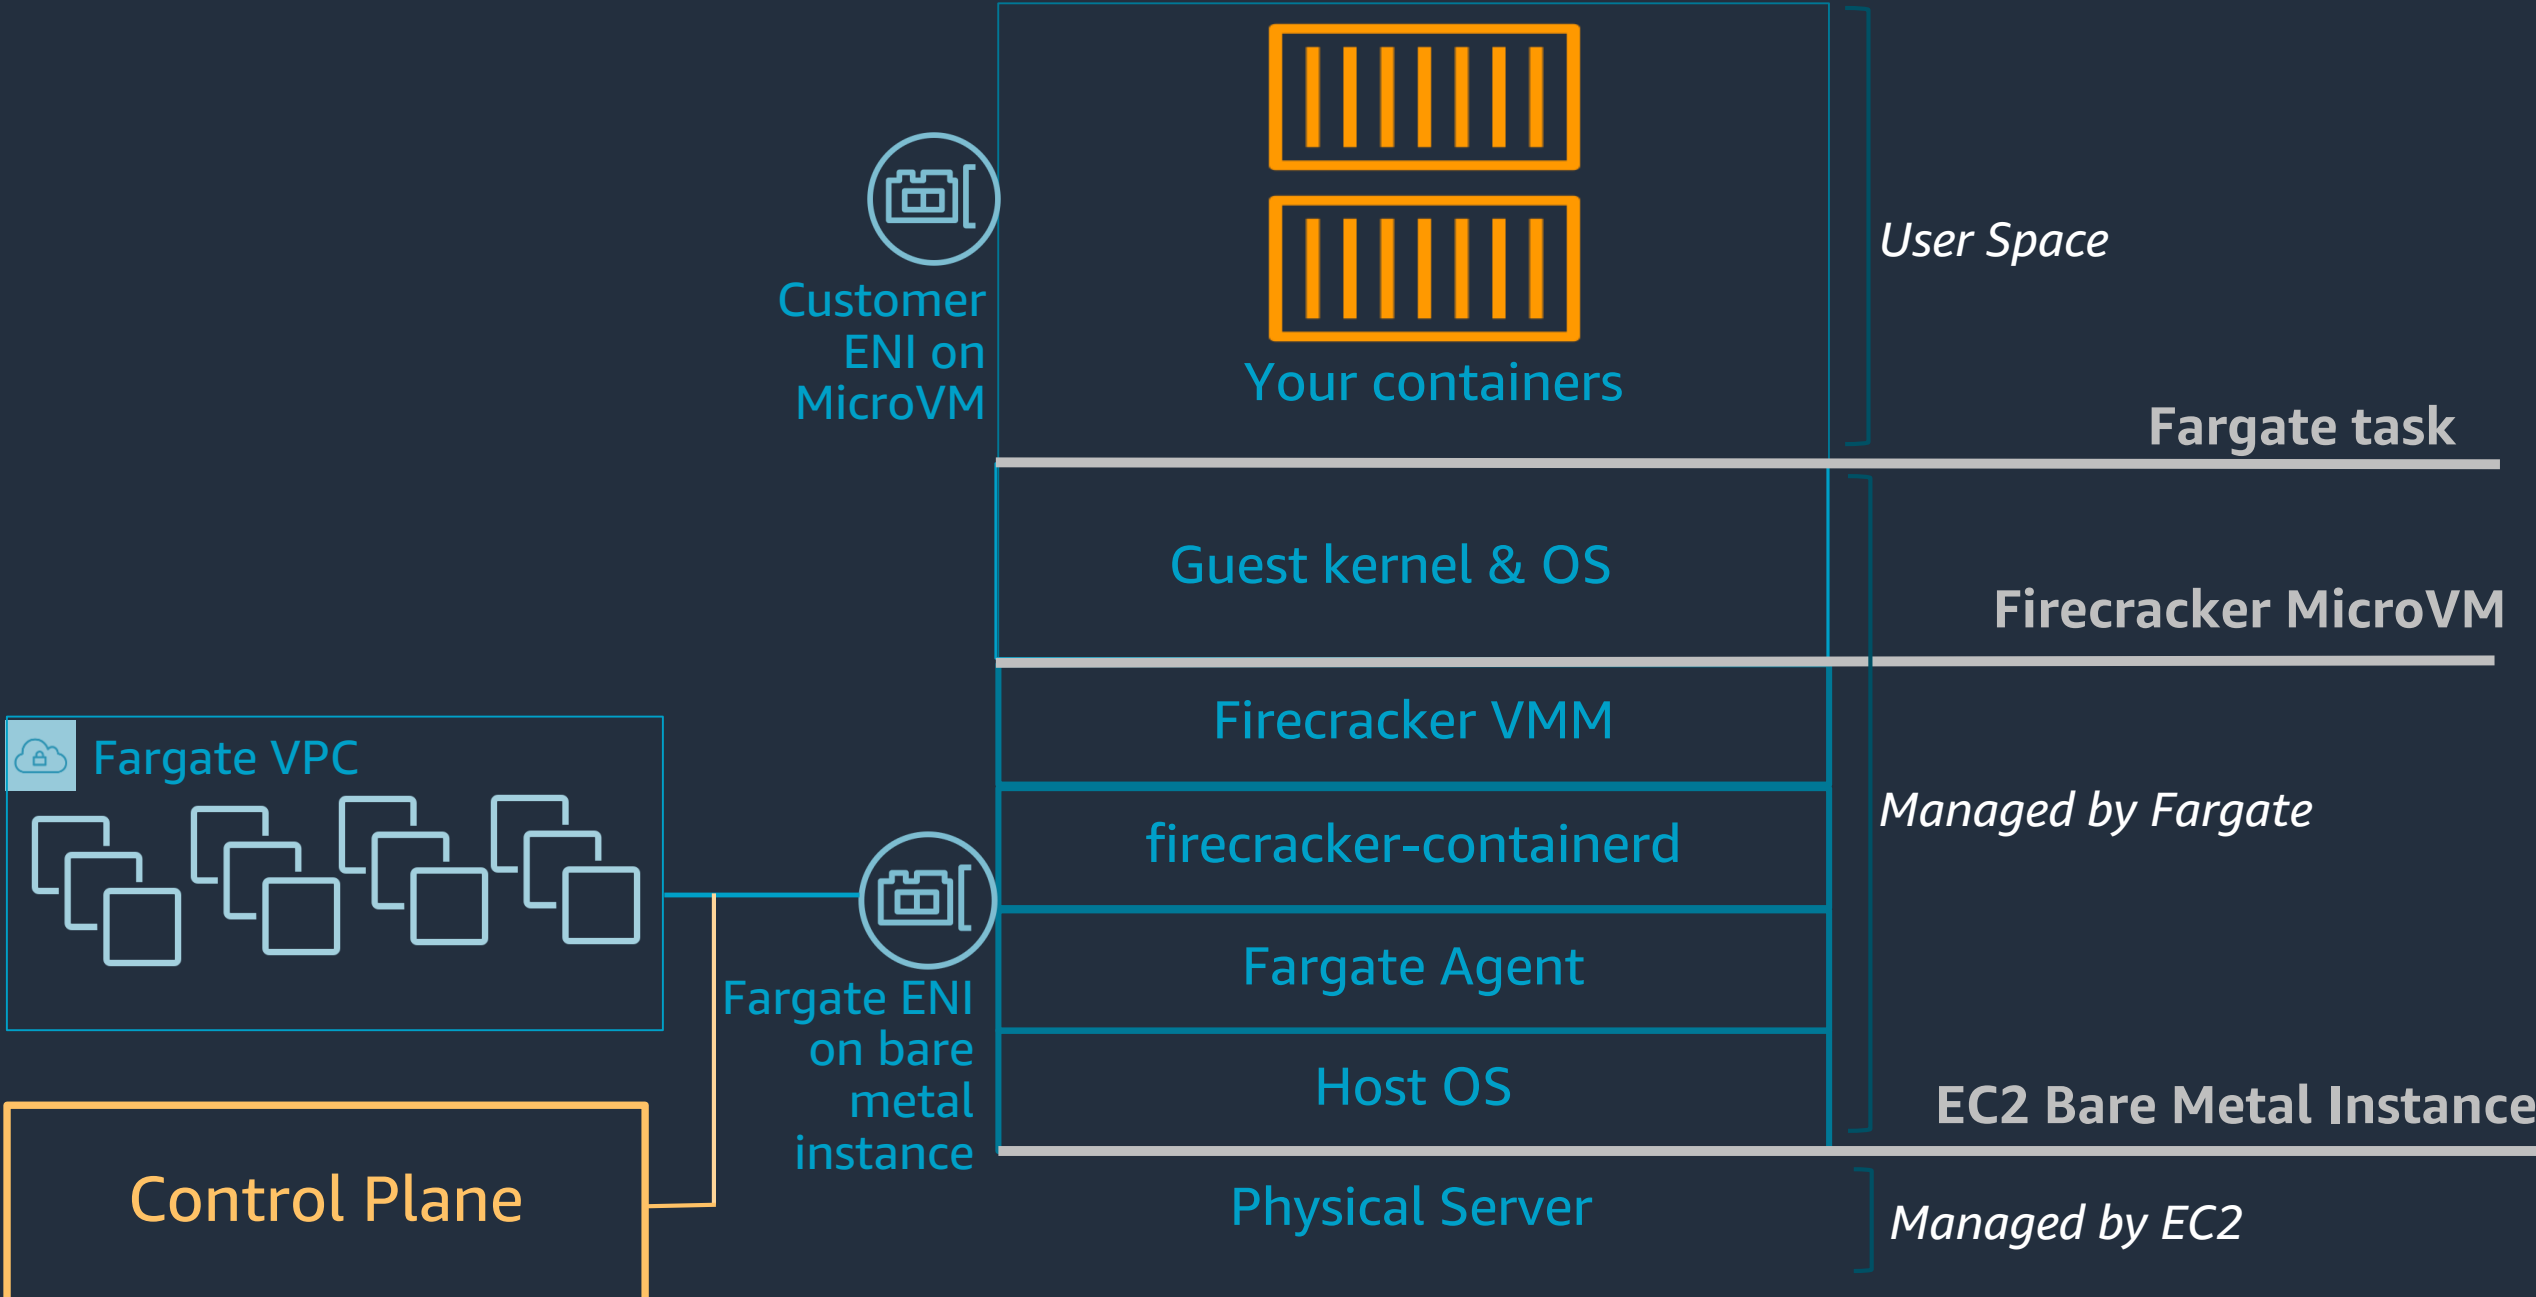 Customer
ENI on
MicroVM
Your containers
User Space
Fargate task
Guest kernel & OS
Firecracker MicroVM
Firecracker VMM
Fargate VPC
firecracker-containerd
Managed by Fargate
Fargate Agent
Fargate ENI
on bare
metal
instance
Host OS
EC2 Bare Metal Instance
Control Plane
Physical Server
Managed by EC2